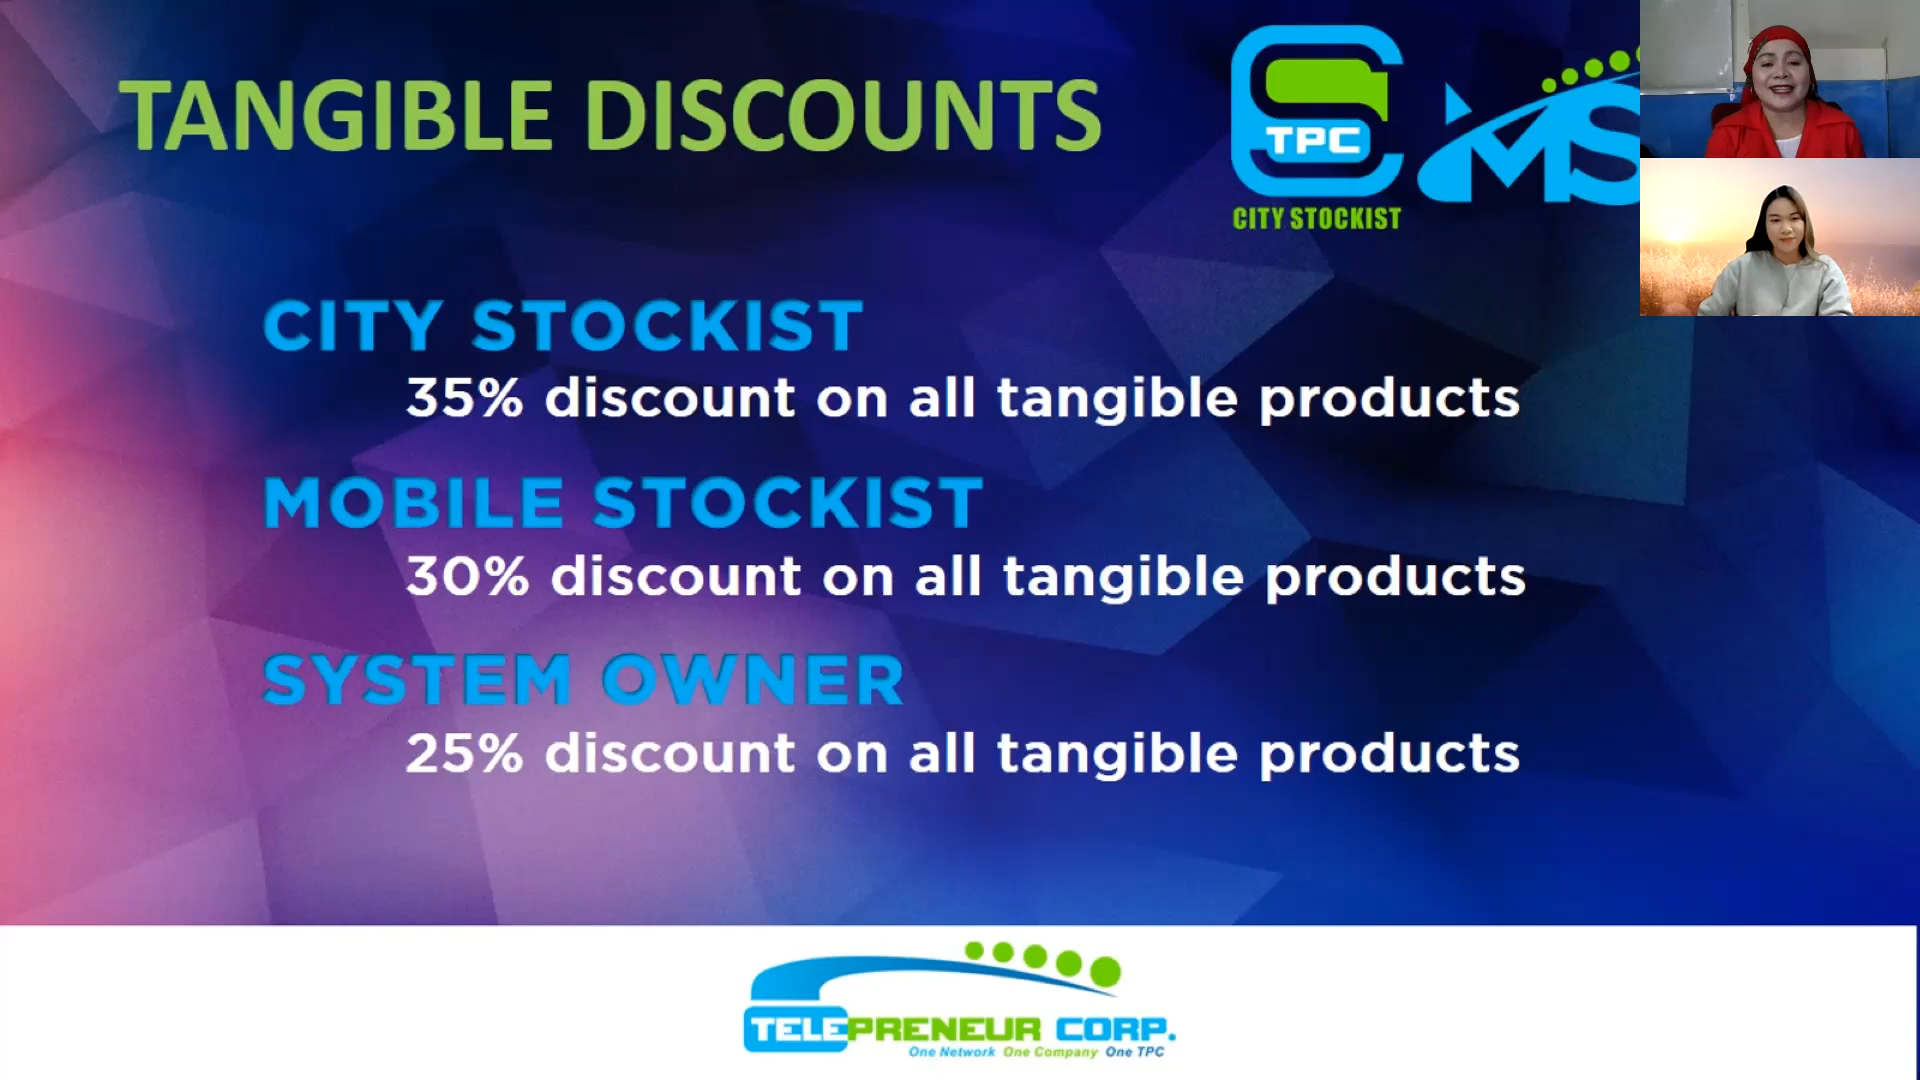 TANGIBLE DISCOUNTS
TPC
CITY STOCKIST
MS
CITY STOCKIST
35% discount on all tangible products
MOBILE STOCKIST
30% discount on all tangible products
SYSTEM OWNER
25% discount on all tangible products
TELEPRENEUR CORP.
One Network One Company One TPC